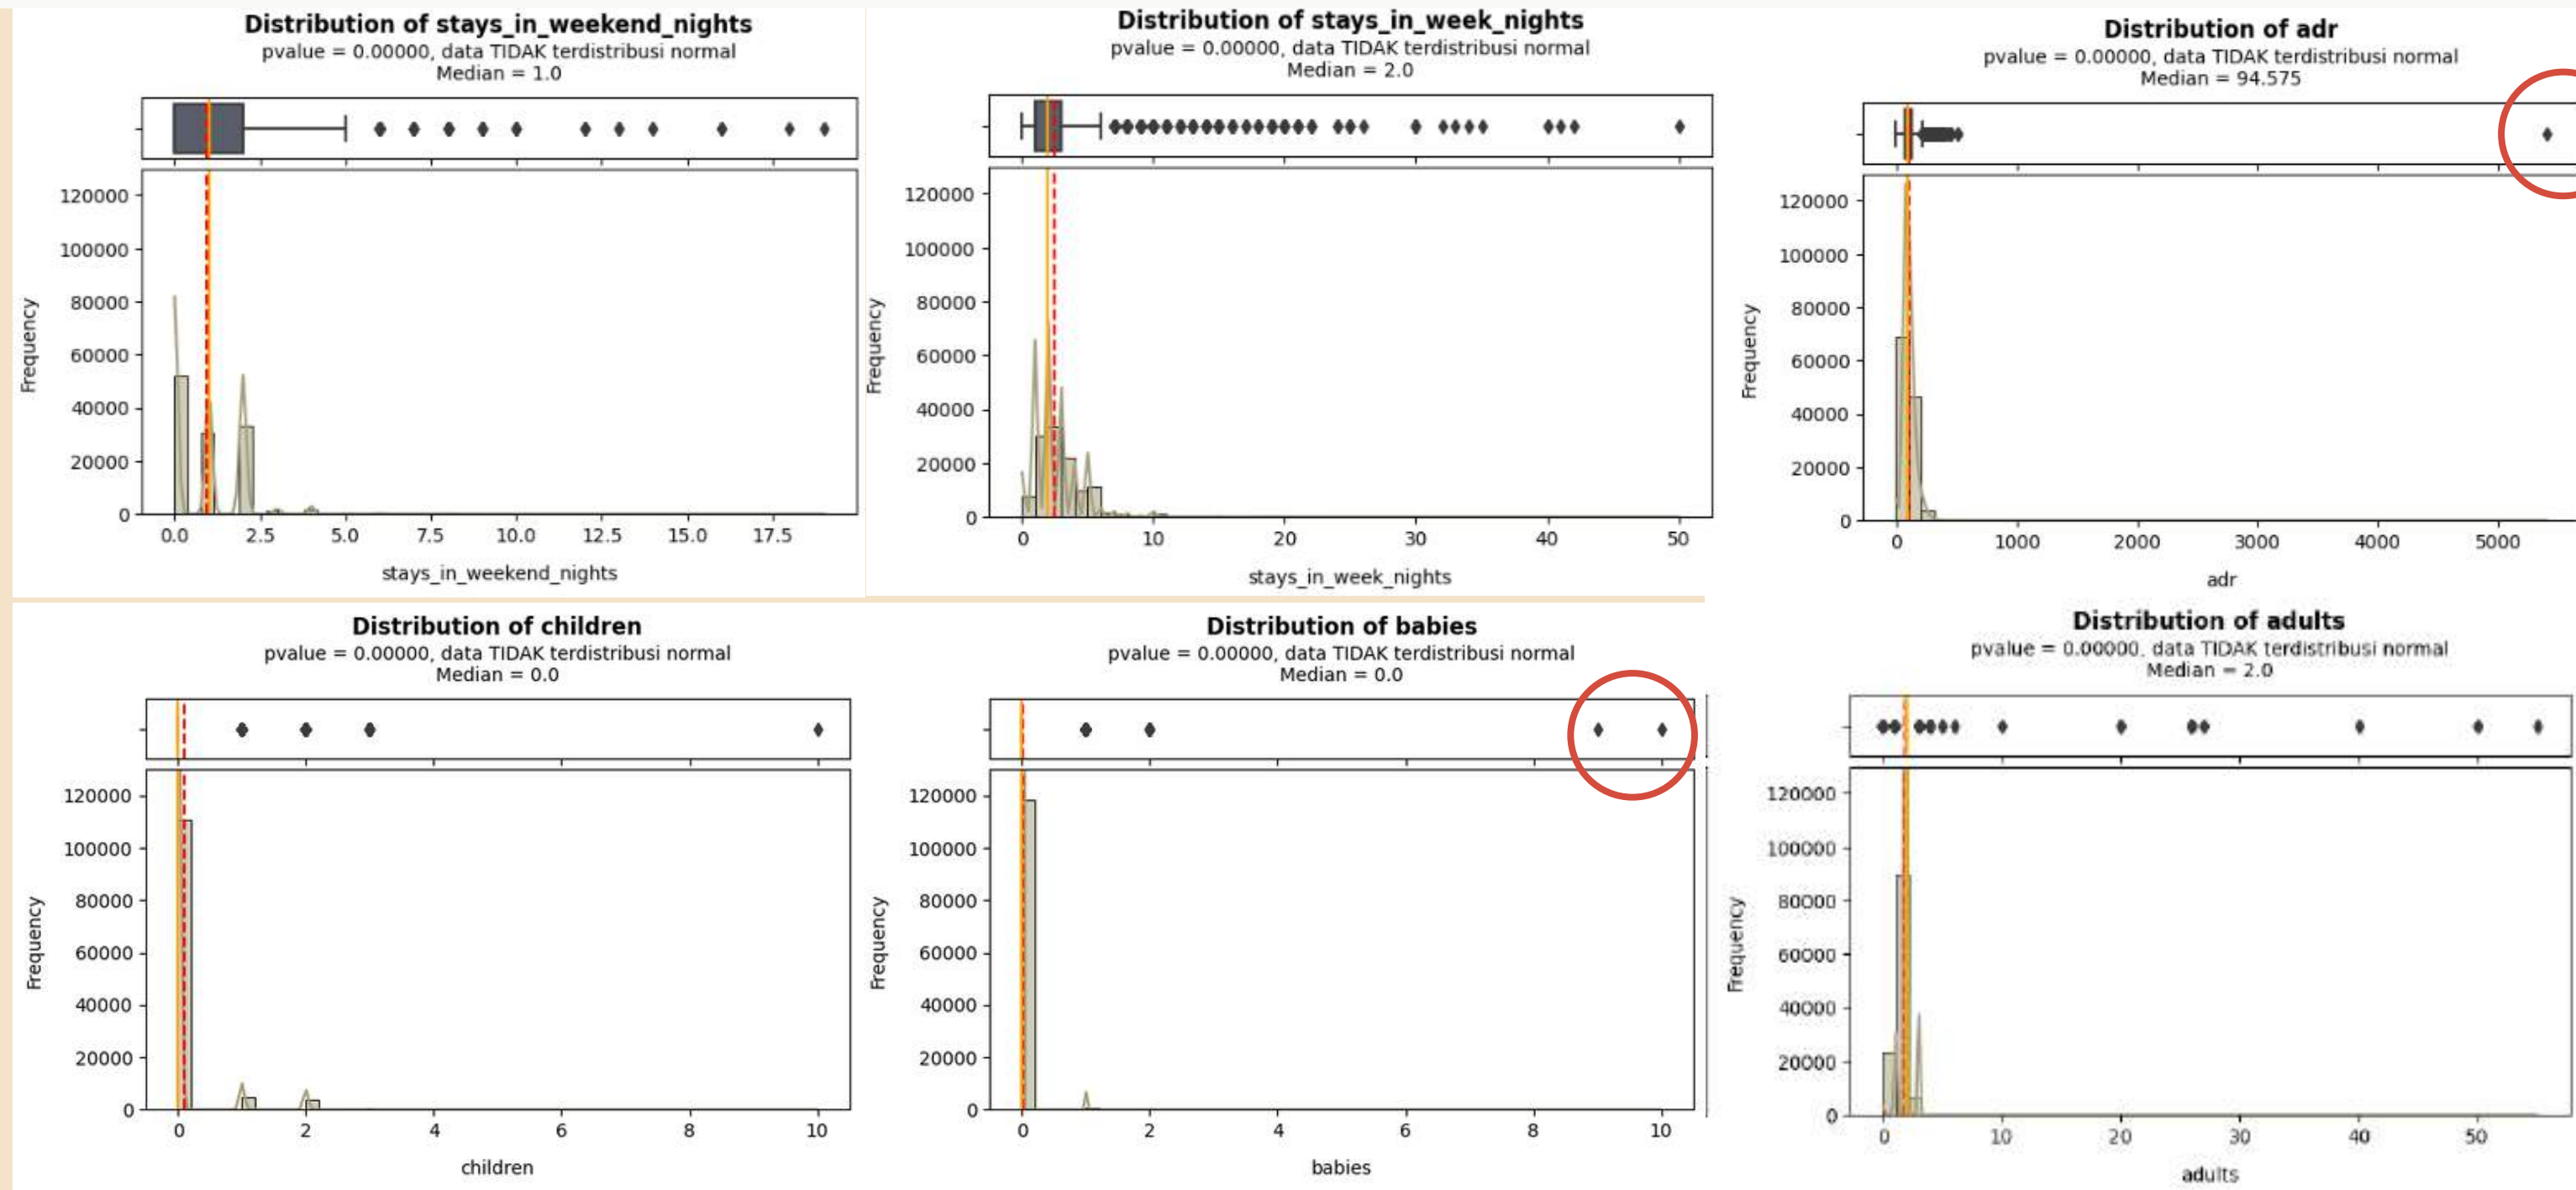 Distribution of stays_in_weekend_nights
pvalue = 0.00000, data TIDAK terdistribusi normal
Median = 1.0
120000
100000
80000
60000
40000
20000
0
Frequency
0.0 2.5 5.0 7.5 10.0 12.5 15.0 17.5
stays_in_weekend_nights
Distribution of stays_in_week_nights
pvalue = 0.00000, data TIDAK terdistribusi normal
Median = 2.0
120000
100000
80000
60000
40000
20000
0
Frequency
0 10 20 30 40 50
stays_in_week_nights
Distribution of adr
pvalue = 0.00000, data TIDAK terdistribusi normal
Median = 94.575
120000
100000
80000
60000
40000
20000
0
Frequency
0 1000 2000 3000 4000 5000
adr
Distribution of children
pvalue = 0.00000, data TIDAK terdistribusi normal
Median = 0.0
120000
100000
80000
60000
40000
20000
0
Frequency
0 2 4 6 8 10
children
Distribution of babies
pvalue = 0.00000, data TIDAK terdistribusi normal
Median = 0.0
120000
100000
80000
60000
40000
20000
0
Frequency
0 2 4 6 8 10
babies
Distribution of adults
pvalue = 0.00000, data TIDAK terdistribusi normal
Median = 2.0
120000
100000
80000
60000
40000
20000
0
Frequency
0 10 20 30 40 50
adults